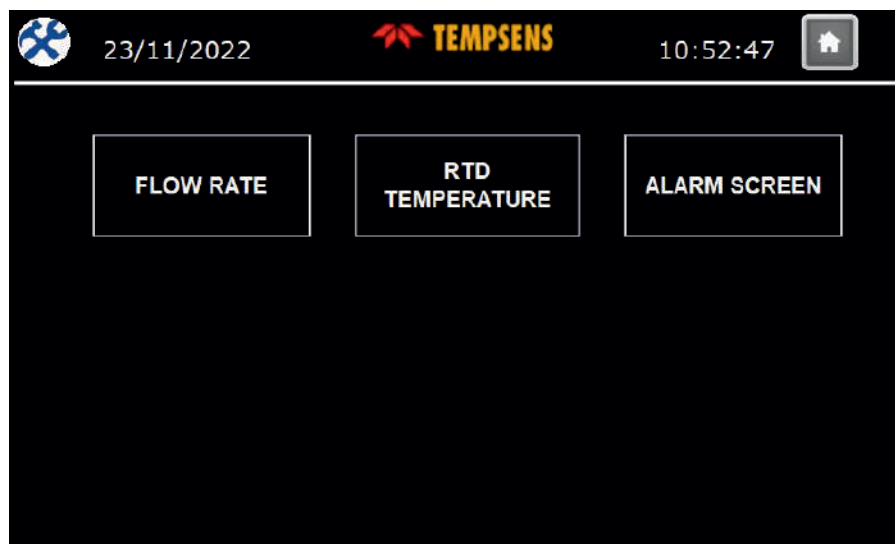 23/11/2022
TEMPSENS
10:52:47
FLOW RATE
RTD
TEMPERATURE
ALARM SCREEN